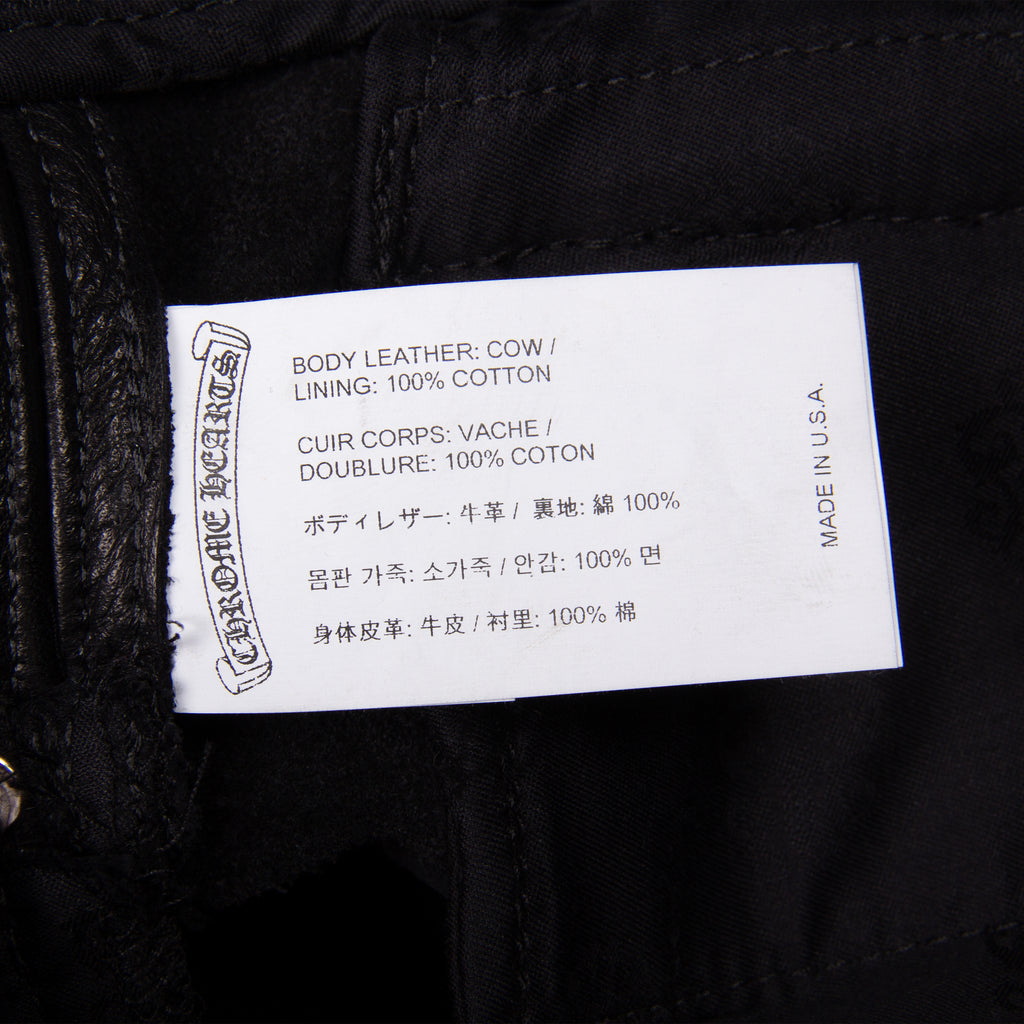 CHROME HEARTS
BODY LEATHER: COW /
LINING: 100% COTTON
CUIR CORPS: VACHE /
DOUBLURE: 100% COTON
ボディレザー: 牛革 / 裏地: 綿 100%
몸판 가죽: 소가죽 / 안감: 100% 면
身体皮革: 牛皮 / 衬里: 100% 棉
MADE IN U.S.A.